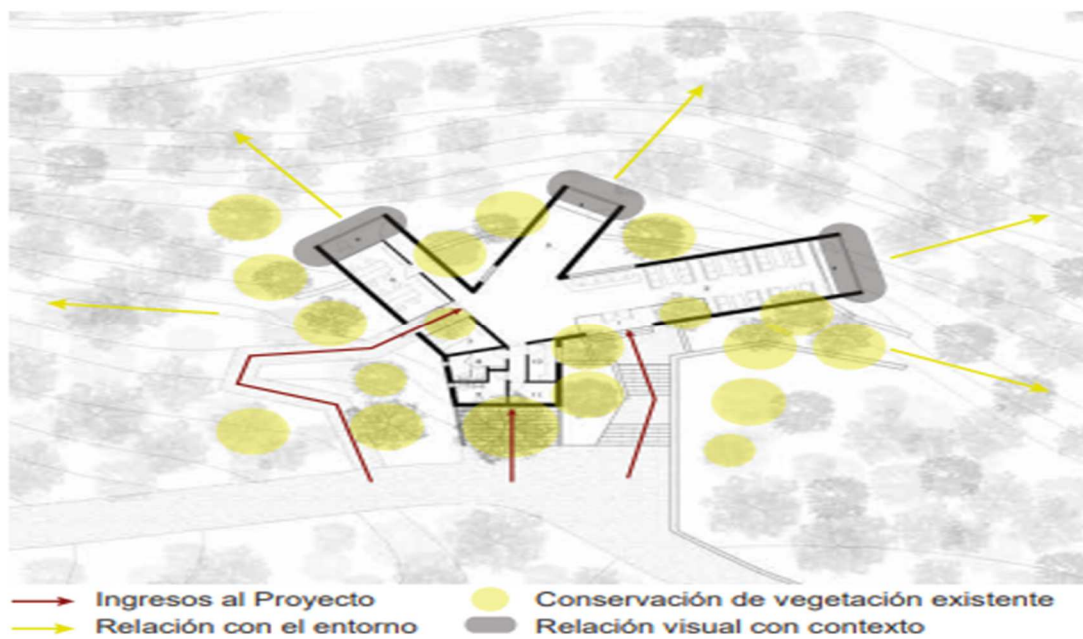 Ingresos al Proyecto
Conservación de vegetación existente
Relación con el entorno
Relación visual con contexto